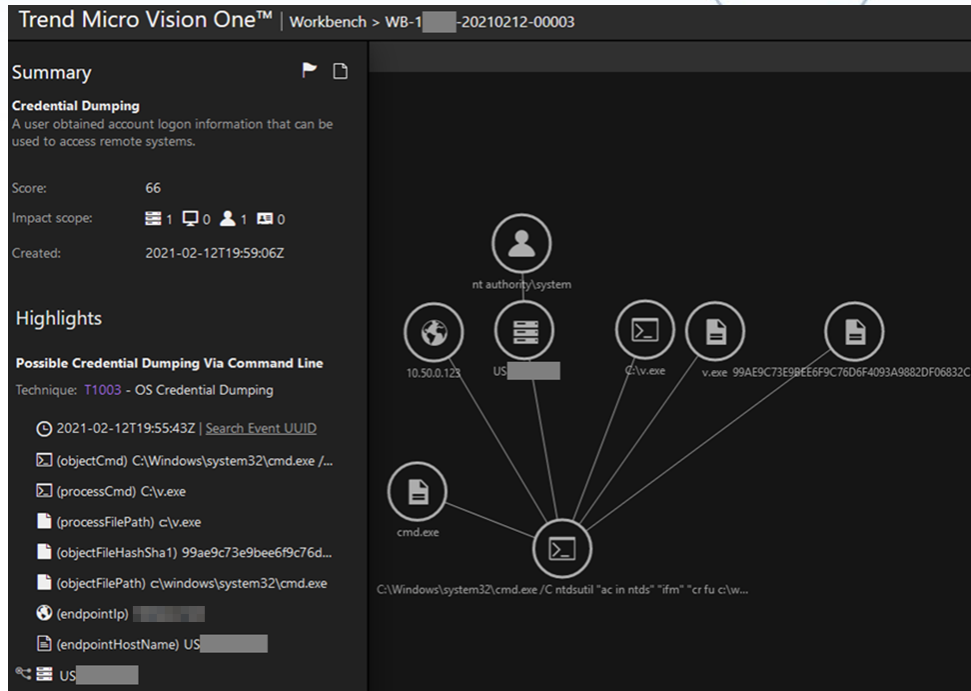 Trend Micro Vision One™ | Workbench > WB-1 -20210212-00003
Summary
Credential Dumping
A user obtained account logon information that can be
used to access remote systems.
Score: 66
Impact scope: 1 0 1 0
Created: 2021-02-12T19:59:06Z
Highlights
Possible Credential Dumping Via Command Line
Technique: T1003 - OS Credential Dumping
2021-02-12T19:55:43Z | Search Event UUID
(objectCmd) C:\Windows\system32\cmd.exe /...
(processCmd) C:\v.exe
(processFilePath) c:\v.exe
(objectFileHashSha1) 99ae9c73e9bee6f9c76d...
(objectFilePath) c:\windows\system32\cmd.exe
(endpointIp)
(endpointHostName) US
US
nt authority\system
10.50.0.123
US
C:\v.exe
v.exe
99AE9C73E9BEE6F9C76D6F4093A9882DF06832C
cmd.exe
C:\Windows\system32\cmd.exe /C ntdsutil "ac in ntds" "ifm" "cr fu c:\w...